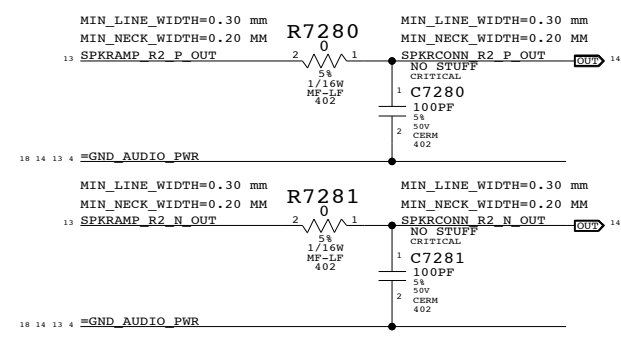 MIN_LINE_WIDTH=0.30 mm
MIN_NECK_WIDTH=0.20 MM
13 SPKRAMP_R2_P_OUT
R7280
0
2 1
5%
1/16W
MF-LF
402
MIN_LINE_WIDTH=0.30 mm
MIN_NECK_WIDTH=0.20 MM
SPKRCONN_R2_P_OUT OUT 14
NO STUFF
CRITICAL
1 C7280
100PF
5%
50V
2 CERM
402
18 14 13 4 =GND_AUDIO_PWR
MIN_LINE_WIDTH=0.30 mm
MIN_NECK_WIDTH=0.20 MM
13 SPKRAMP_R2_N_OUT
R7281
0
2 1
5%
1/16W
MF-LF
402
MIN_LINE_WIDTH=0.30 mm
MIN_NECK_WIDTH=0.20 MM
SPKRCONN_R2_N_OUT OUT 14
NO STUFF
CRITICAL
1 C7281
100PF
5%
50V
2 CERM
402
18 14 13 4 =GND_AUDIO_PWR